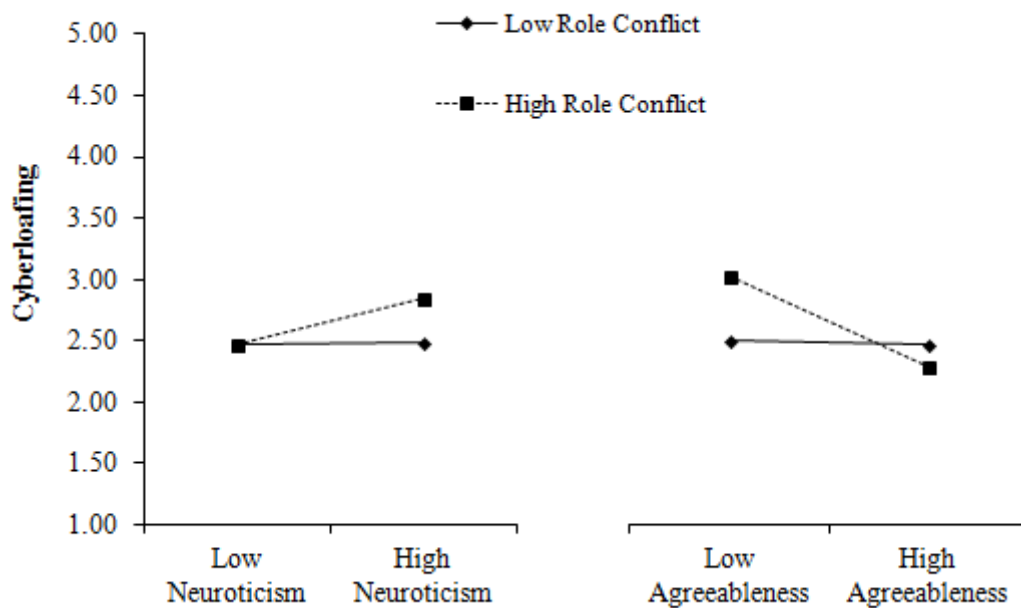 Low Role Conflict
High Role Conflict
Cyberloafing
5.00
4.50
4.00
3.50
3.00
2.50
2.00
1.50
1.00
Low
Neuroticism
High
Neuroticism
Low
Agreeableness
High
Agreeableness